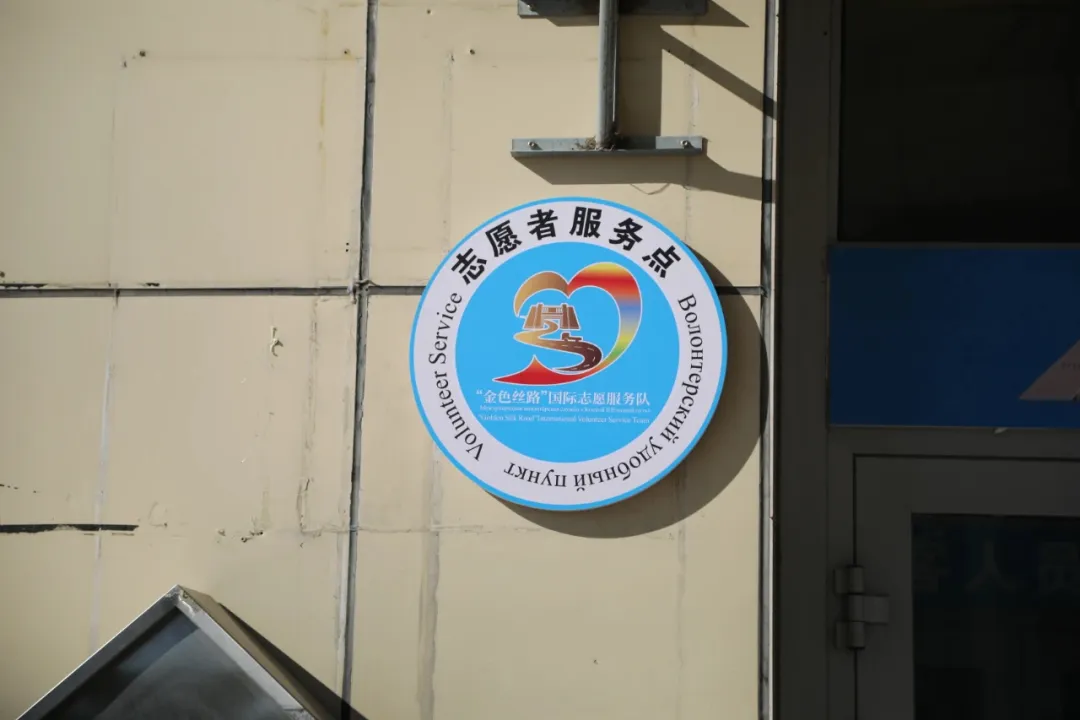 志愿者服务点
Volunteer Service
Волонтерский удобный пункт
“金色丝路”国际志愿服务队
"Golden Silk Road" International Volunteer Service Team